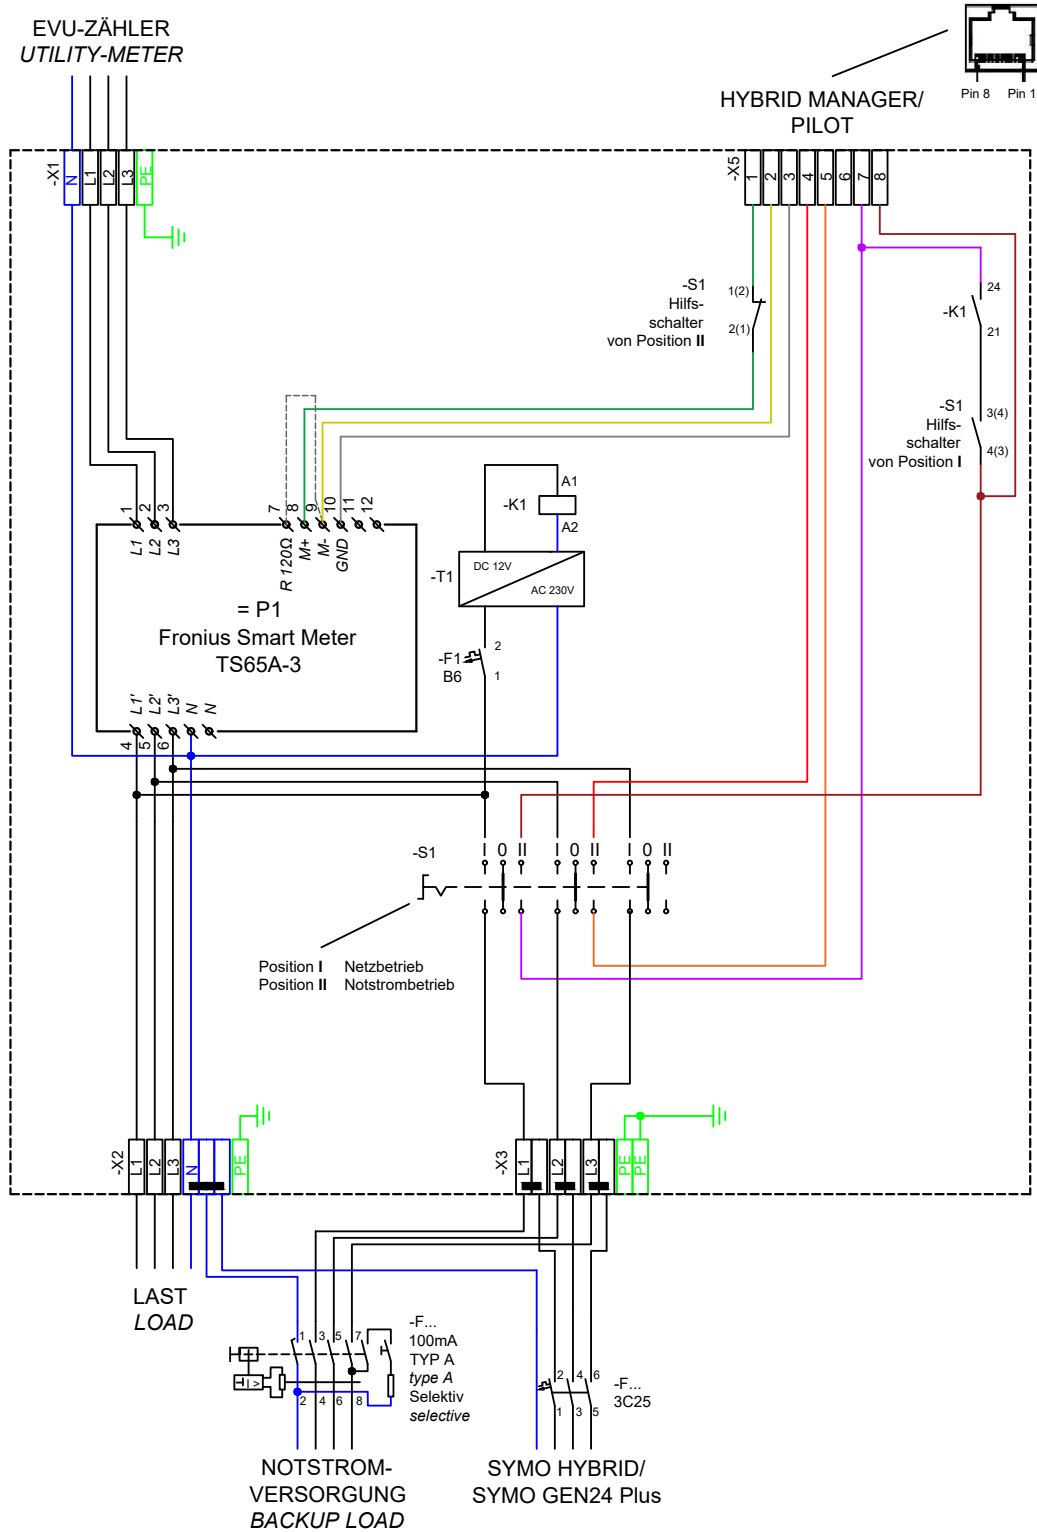 EVU-ZÄHLER
UTILITY-METER
Pin 8 Pin 1
HYBRID MANAGER/
PILOT
-X1
N L1 L2 L3 PE
-X5
1 2 3 4 5 6 7 8
-S1
Hilfs-
schalter
von Position II
1(2)
2(1)
24
-K1
21
-S1
Hilfs-
schalter
von Position I
3(4)
4(3)
1 2 3
7 8 9 10 11 12
L1 L2 L3
R 120Ω M+ M- GND
= P1
Fronius Smart Meter
TS65A-3
L1' L2' L3' N N
4 5 6
A1
-K1
A2
-T1
DC 12V
AC 230V
-F1
B6
2
1
-S1
I 0 II I 0 II I 0 II
Position I Netzbetrieb
Position II Notstrombetrieb
-X2
L1 L2 L3 N PE
-X3
L1 L2 L3 PE PE
LAST
LOAD
1 3 5 7
2 4 6 8
I>
-F...
100mA
TYP A
type A
Selektiv
selective
2 4 6
1 3 5
-F...
3C25
NOTSTROM-
VERSORGUNG
BACKUP LOAD
SYMO HYBRID/
SYMO GEN24 Plus